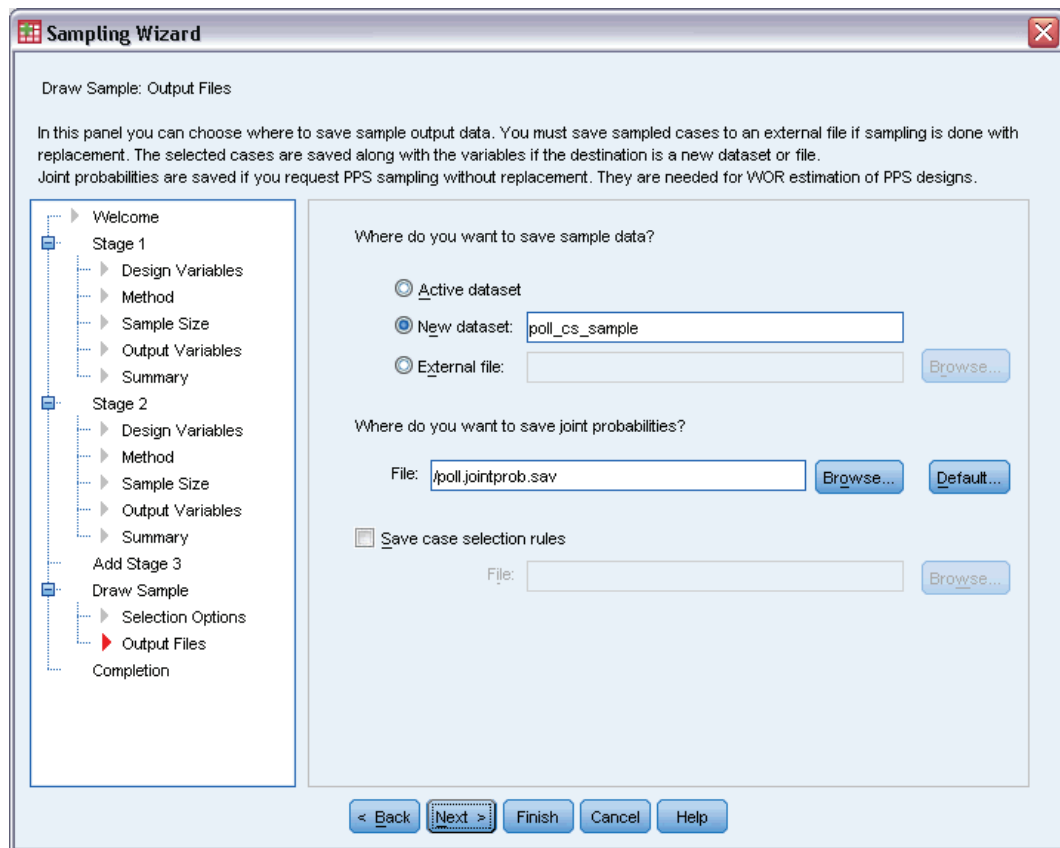 Sampling Wizard
Draw Sample: Output Files
In this panel you can choose where to save sample output data. You must save sampled cases to an external file if sampling is done with
replacement. The selected cases are saved along with the variables if the destination is a new dataset or file.
Joint probabilities are saved if you request PPS sampling without replacement. They are needed for WOR estimation of PPS designs.
Welcome
Stage 1
Design Variables
Method
Sample Size
Output Variables
Summary
Stage 2
Design Variables
Method
Sample Size
Output Variables
Summary
Add Stage 3
Draw Sample
Selection Options
Output Files
Completion
Where do you want to save sample data?
Active dataset
New dataset: poll_cs_sample
External file: Browse...
Where do you want to save joint probabilities?
File: /poll.jointprob.sav Browse... Default...
Save case selection rules
File: Browse...
< Back Next > Finish Cancel Help